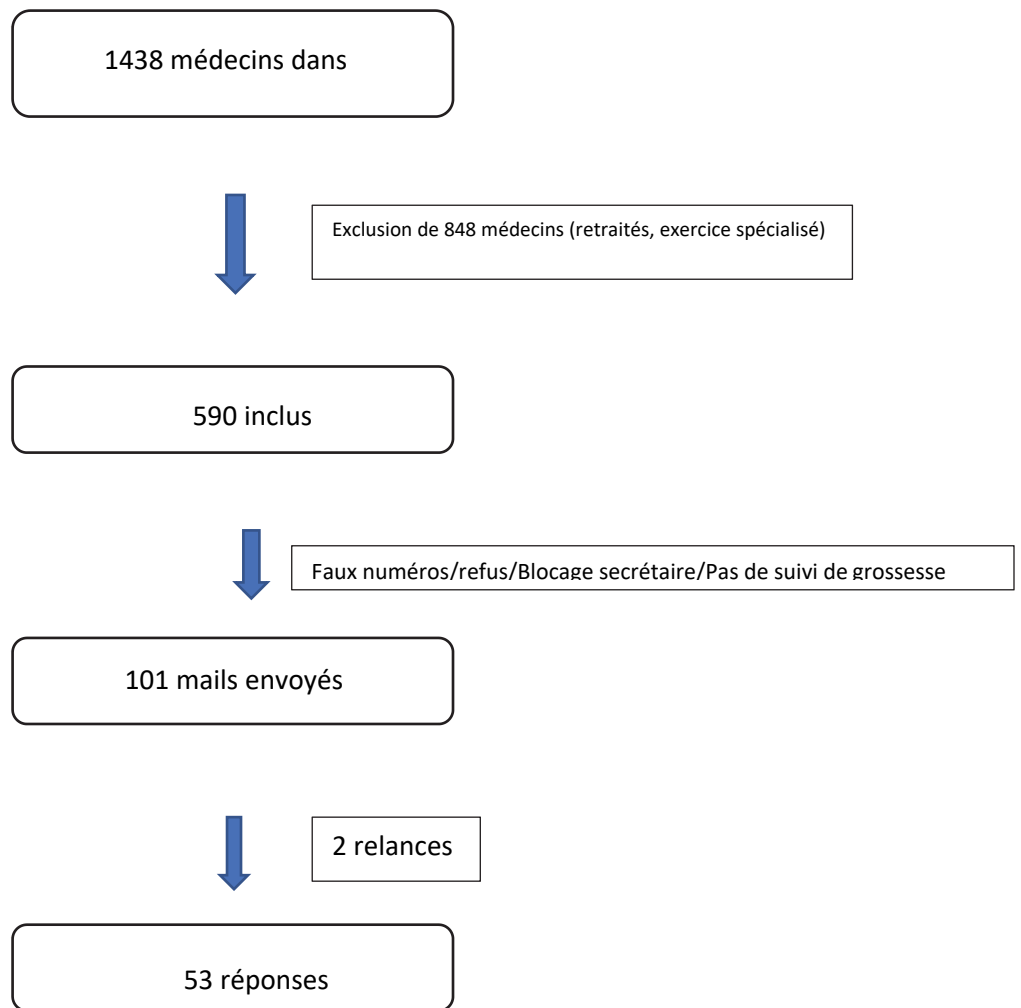 1438 médecins dans
Exclusion de 848 médecins (retraités, exercice spécialisé)
590 inclus
Faux numéros/refus/Blocage secrétaire/Pas de suivi de grossesse
101 mails envoyés
2 relances
53 réponses